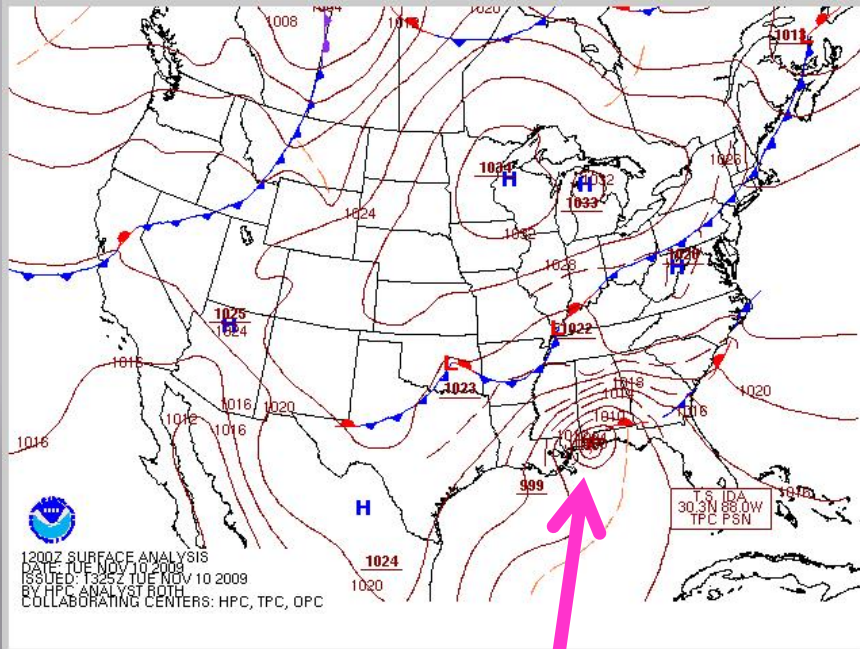 1008
1020
1013
1026
1034
1032
1033
1032
1024
1028
1020
1025
1024
1022
1023
1016
1018
1020
1016
1020
1012
1016
1016
1010
1016
1016
999
T.S. IDA
30.3N 88.0W
TPC PSN
1016
1024
1020
H
H
H
H
H
L
L
1200Z SURFACE ANALYSIS
DATE: TUE NOV 10 2009
ISSUED: 1325Z TUE NOV 10 2009
BY HPC ANALYST ROTH
COLLABORATING CENTERS: HPC, TPC, OPC